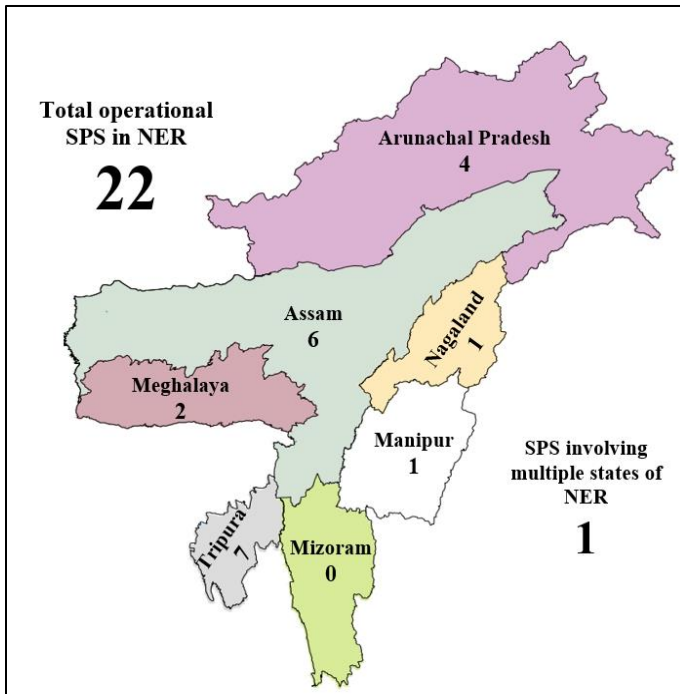 Total operational
SPS in NER
22
Arunachal Pradesh
4
Assam
6
Nagaland
1
Meghalaya
2
Manipur
1
SPS involving
multiple states of
NER
1
Tripura
7
Mizoram
0